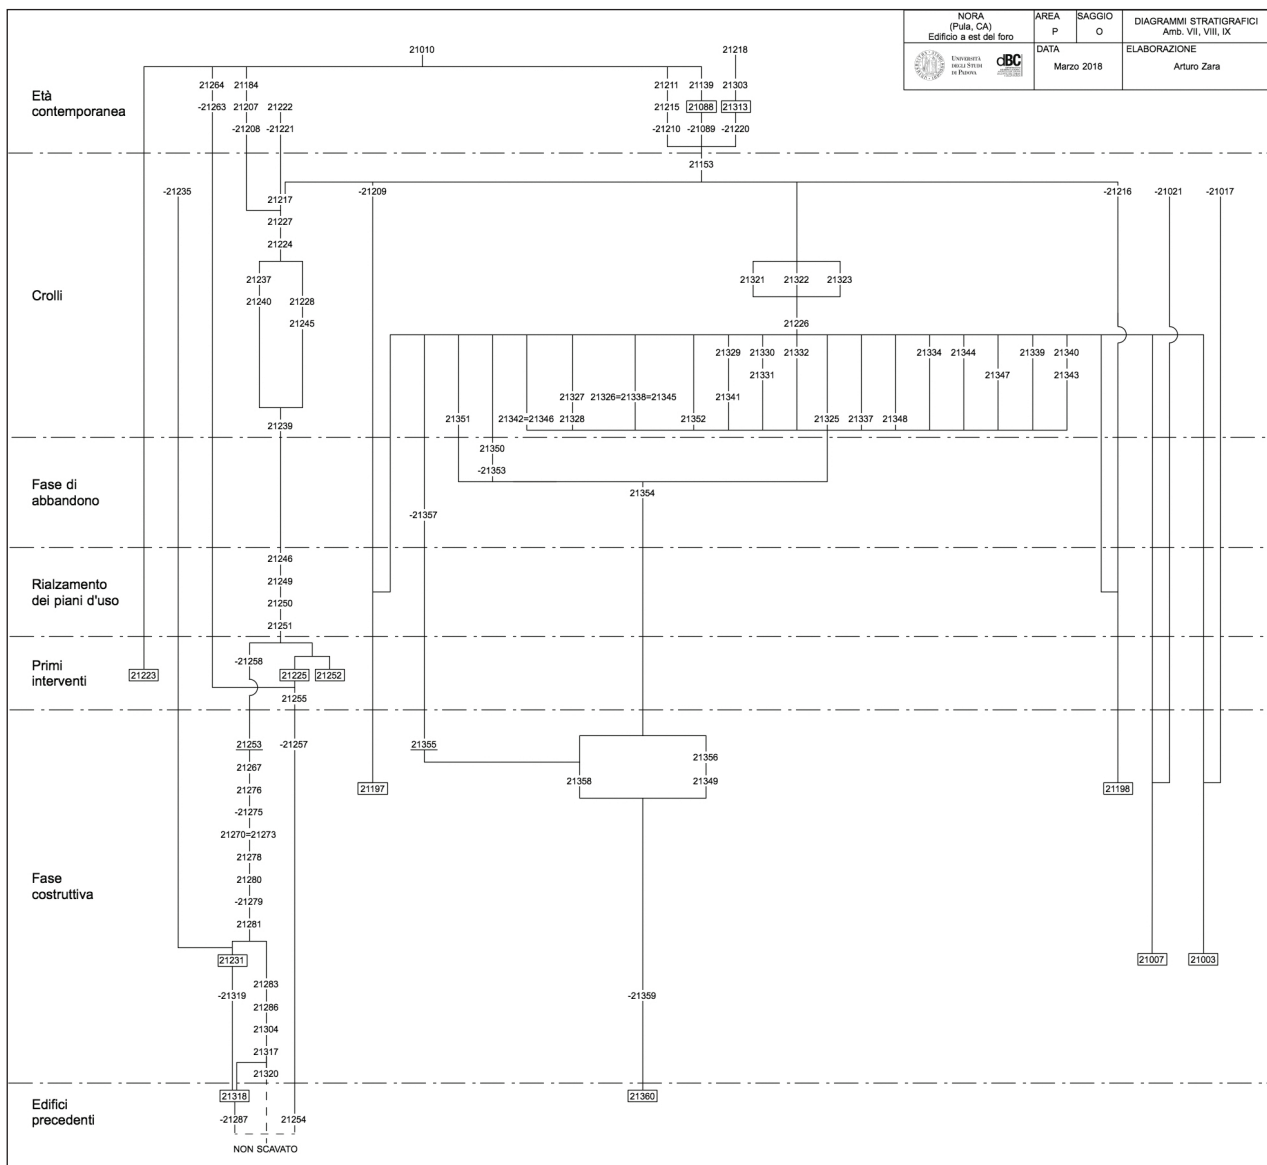 NORA
(Pula, CA)
Edificio a est del foro
AREA
P
SAGGIO
O
DIAGRAMMI STRATIGRAFICI
Amb. VII, VIII, IX
UNIVERSITÀ
DEGLI STUDI
DI PADOVA
dBC
DATA
Marzo 2018
ELABORAZIONE
Arturo Zara
21010 21218
Età
contemporanea
21264 21184 21211 21139 21303
-21263 21207 21222 21215 21088 21313
-21208 -21221 -21210 -21089 -21220
21153
Crolli
-21235 21217 -21209 -21216 -21021 -21017
21227
21224
21237 21321 21322 21323
21240 21228
21245 21226
21329 21330 21332 21334 21344 21339 21340
21331 21347 21343
21327 21326=21338=21345 21341
21351 21342=21346 21328 21352 21325 21337 21348
21239
Fase di
abbandono
21350
-21353
21354
-21357
Rialzamento
dei piani d'uso
21246
21249
21250
21251
Primi
interventi
-21258
21223 21225 21252
21255
Fase
costruttiva
21253 -21257 21355
21356
21267
21276 21358 21349
21197 21198
-21275
21270=21273
21278
21280
-21279
21281
21231 21007 21003
21283
-21319 -21359
21286
21304
21317
21320
Edifici
precedenti
21318 21360
-21287 21254
NON SCAVATO